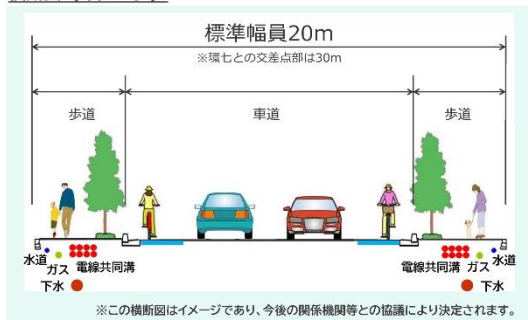 標準幅員20m
※環七との交差点部は30m
歩道 車道 歩道
水道 ガス 電線共同溝 下水
電線共同溝 ガス 水道 下水
※この横断図はイメージであり、今後の関係機関等との協議により決定されます。